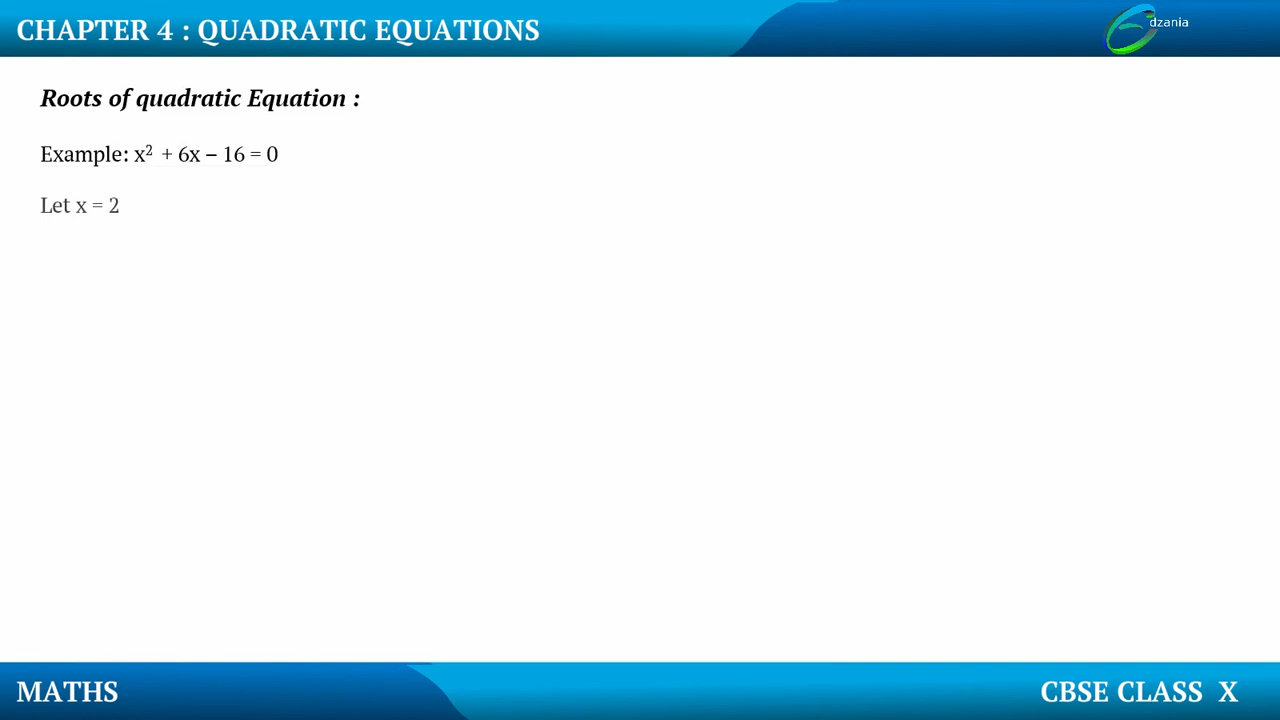 CHAPTER 4 : QUADRATIC EQUATIONS
dzania
Roots of quadratic Equation :
Example: x² + 6x – 16 = 0
Let x = 2
MATHS
CBSE CLASS X